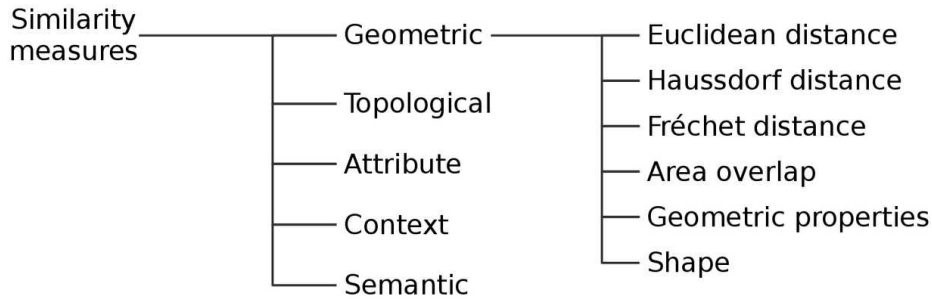 Similarity
measures
Geometric
Topological
Attribute
Context
Semantic
Euclidean distance
Haussdorf distance
Fréchet distance
Area overlap
Geometric properties
Shape